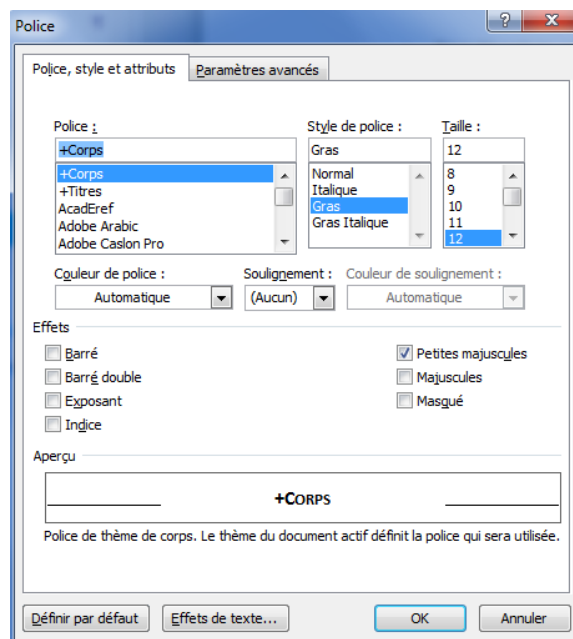 Police
?
X
Police, style et attributs
Paramètres avancés
Police :
Style de police :
Taille :
+Corps
Gras
12
+Corps
+Titres
AcadEref
Adobe Arabic
Adobe Caslon Pro
Normal
Italique
Gras
Gras Italique
8
9
10
11
12
Couleur de police :
Soulignement :
Couleur de soulignement :
Automatique
(Aucun)
Automatique
Effets
Barré
Petites majuscules
Barré double
Majuscules
Exposant
Masqué
Indice
Aperçu
+CORPS
Police de thème de corps. Le thème du document actif définit la police qui sera utilisée.
Définir par défaut
Effets de texte...
OK
Annuler